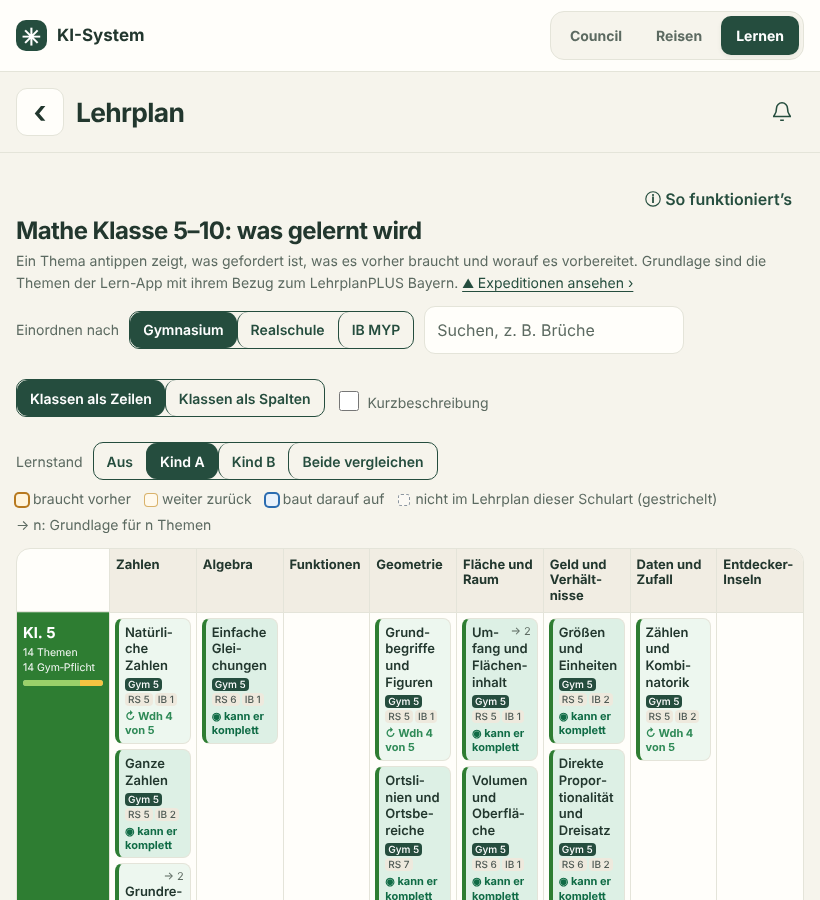 KI-System
Council Reisen Lernen
Lehrplan
So funktioniert’s
Mathe Klasse 5–10: was gelernt wird
Ein Thema antippen zeigt, was gefordert ist, was es vorher braucht und worauf es vorbereitet. Grundlage sind die
Themen der Lern-App mit ihrem Bezug zum LehrplanPLUS Bayern. ▲ Expeditionen ansehen ›
Einordnen nach Gymnasium Realschule IB MYP Suchen, z. B. Brüche
Klassen als Zeilen Klassen als Spalten Kurzbeschreibung
Lernstand Aus Kind A Kind B Beide vergleichen
braucht vorher weiter zurück baut darauf auf nicht im Lehrplan dieser Schulart (gestrichelt)
→ n: Grundlage für n Themen
Zahlen
Algebra
Funktionen
Geometrie
Fläche und
Raum
Geld und
Verhält-
nisse
Daten und
Zufall
Entdecker-
Inseln
Kl. 5
14 Themen
14 Gym-Pflicht
Natürli-
che
Zahlen
Gym 5
RS 5 IB 1
↻ Wdh 4
von 5
Ganze
Zahlen
Gym 5
RS 5 IB 2
◉ kann er
komplett
→ 2
Grundre-
Einfache
Glei-
chungen
Gym 5
RS 6 IB 1
◉ kann er
komplett
Grund-
begriffe
und
Figuren
Gym 5
RS 5 IB 1
↻ Wdh 4
von 5
Ortsli-
nien und
Ortsbe-
reiche
Gym 5
RS 7
◉ kann er
komplett
Um- → 2
fang und
Flächen-
inhalt
Gym 5
RS 5 IB 1
◉ kann er
komplett
Volumen
und
Oberflä-
che
Gym 5
RS 5 IB 1
◉ kann er
komplett
Größen
und
Einheiten
Gym 5
RS 5 IB 2
◉ kann er
komplett
Direkte
Propor-
tionalität
und
Dreisatz
Gym 5
RS 6 IB 2
◉ kann er
komplett
Zählen
und
Kombi-
natorik
Gym 5
RS 5 IB 2
↻ Wdh 4
von 5